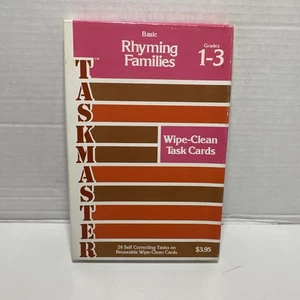 Basic
Rhyming
Families
Grades
1-3
TASKMASTER
TM
Wipe-Clean
Task Cards
24 Self Correcting Tasks on
Reuseable Wipe-Clean Cards
$3.95